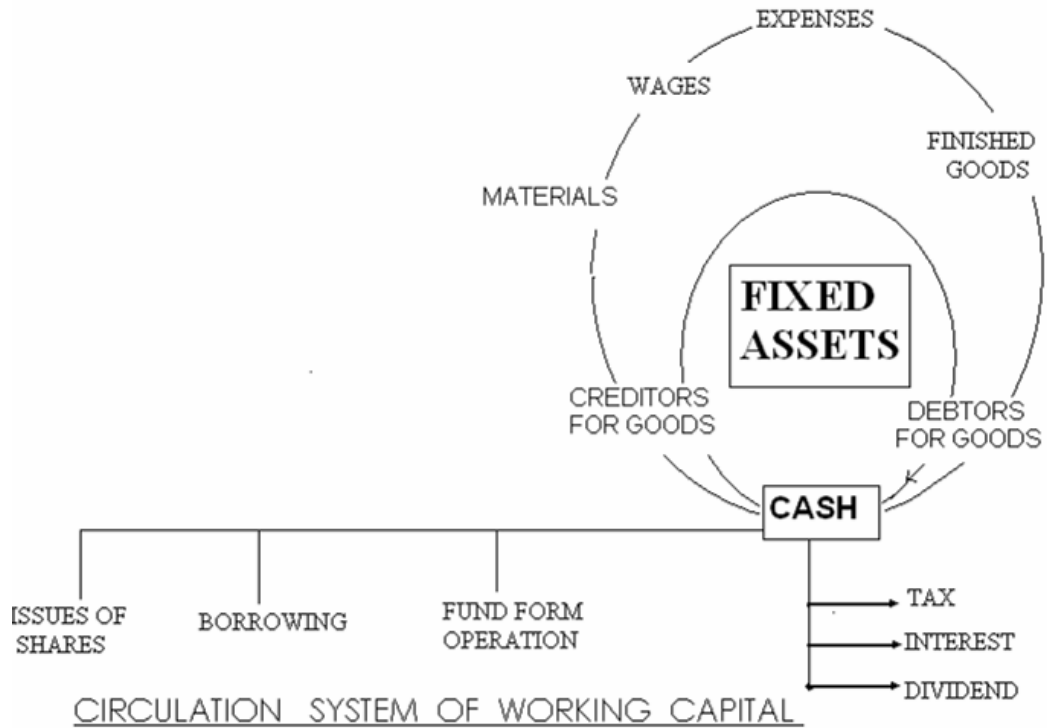 EXPENSES
WAGES
FINISHED
GOODS
MATERIALS
FIXED
ASSETS
CREDITORS
FOR GOODS
DEBTORS
FOR GOODS
CASH
ISSUES OF
SHARES
BORROWING
FUND FORM
OPERATION
TAX
INTEREST
DIVIDEND
CIRCULATION SYSTEM OF WORKING CAPITAL